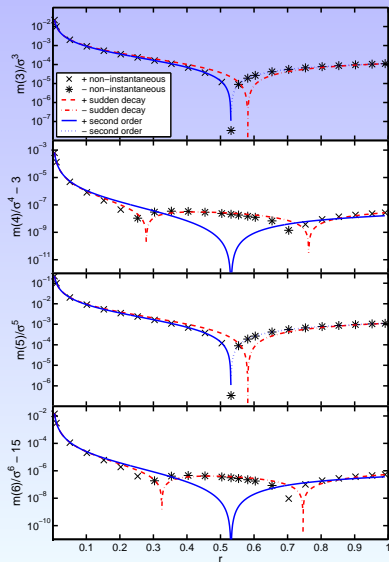 m(3)/σ³
10⁻²
10⁻³
10⁻⁴
10⁻⁵
× + non-instantaneous
∗ − non-instantaneous
+ sudden decay
− sudden decay
+ second order
− second order
m(4)/σ⁴ − 3
10⁻³
10⁻⁵
10⁻⁷
10⁻⁹
10⁻¹¹
m(5)/σ⁵
10⁻¹
10⁻²
10⁻³
10⁻⁴
10⁻⁵
10⁻⁶
m(6)/σ⁶ − 15
10⁻²
10⁻⁴
10⁻⁶
10⁻⁸
10⁻¹⁰
0.1 0.2 0.3 0.4 0.5 0.6 0.7 0.8 0.9 1
r